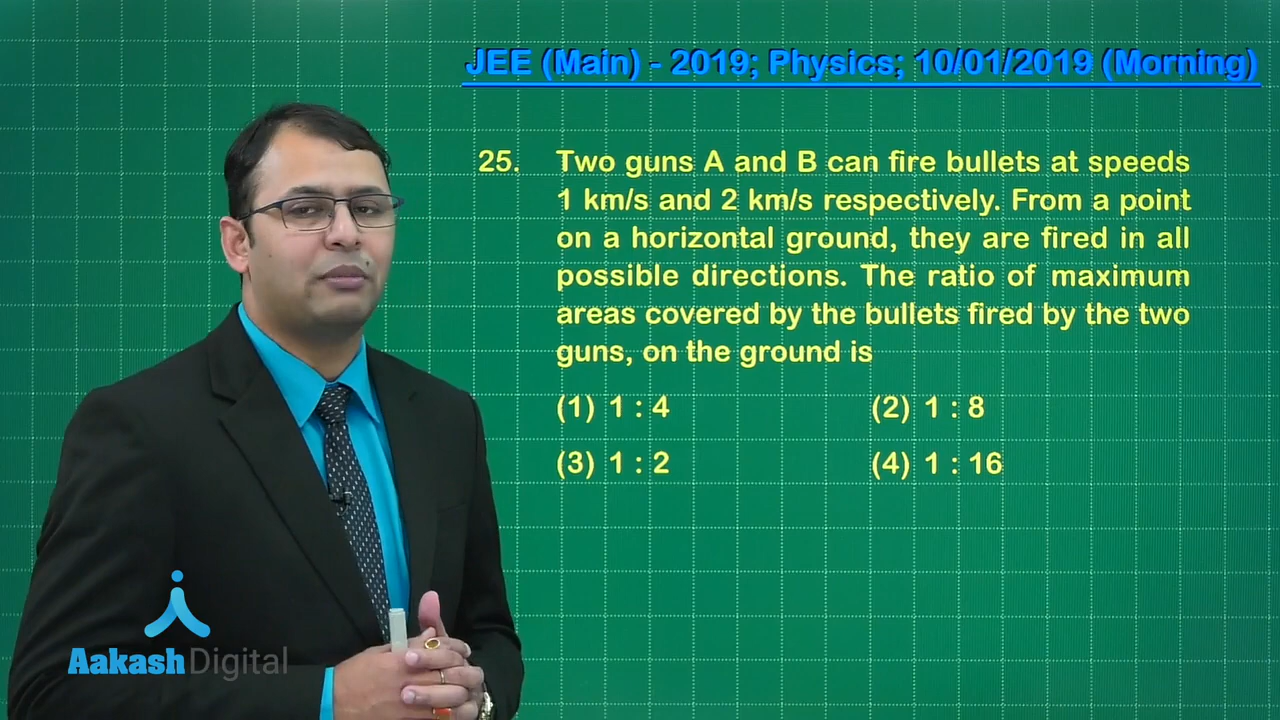 JEE (Main) - 2019; Physics; 10/01/2019 (Morning)
25. Two guns A and B can fire bullets at speeds
1 km/s and 2 km/s respectively. From a point
on a horizontal ground, they are fired in all
possible directions. The ratio of maximum
areas covered by the bullets fired by the two
guns, on the ground is
(1) 1 : 4 (2) 1 : 8
(3) 1 : 2 (4) 1 : 16
Aakash Digital